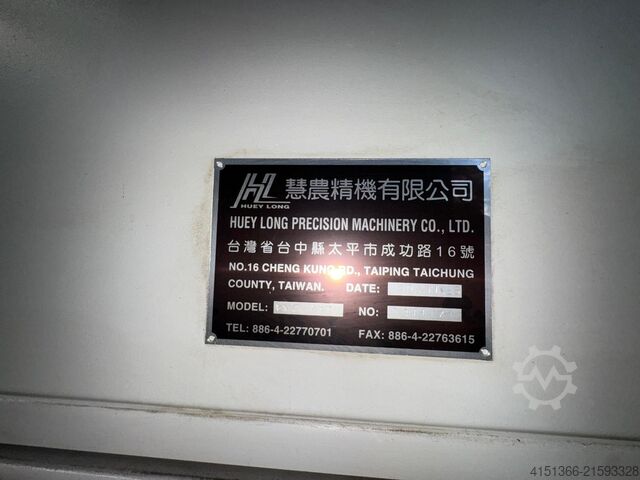 HL 慧農精機有限公司
HUEY LONG
HUEY LONG PRECISION MACHINERY CO., LTD.
台灣省台中縣太平市成功路16號
NO.16 CHENG KUNG RD., TAIPING TAICHUNG
COUNTY, TAIWAN. DATE:
MODEL: NO:
TEL: 886-4-22770701 FAX: 886-4-22763615
4151366-21593328